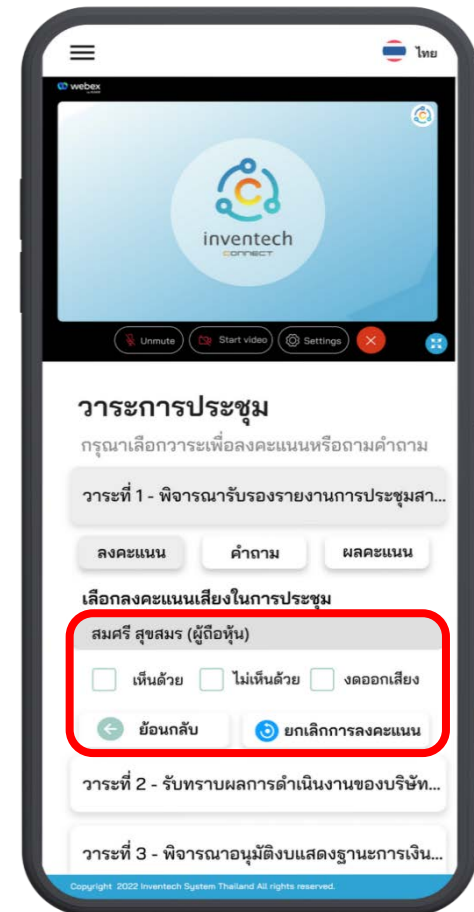 ไทย
webex
inventech
CONNECT
Unmute Start video Settings
วาระการประชุม
กรุณาเลือกวาระเพื่อลงคะแนนหรือถามคำถาม
วาระที่ 1 - พิจารณารับรองรายงานการประชุมสา...
ลงคะแนน คำถาม ผลคะแนน
เลือกลงคะแนนเสียงในการประชุม
สมศรี สุขสมร (ผู้ถือหุ้น)
เห็นด้วย ไม่เห็นด้วย งดออกเสียง
ย้อนกลับ ยกเลิกการลงคะแนน
วาระที่ 2 - รับทราบผลการดำเนินงานของบริษัท...
วาระที่ 3 - พิจารณาอนุมัติงบแสดงฐานะการเงิน...
Copyright 2022 Inventech System Thailand All rights reserved.